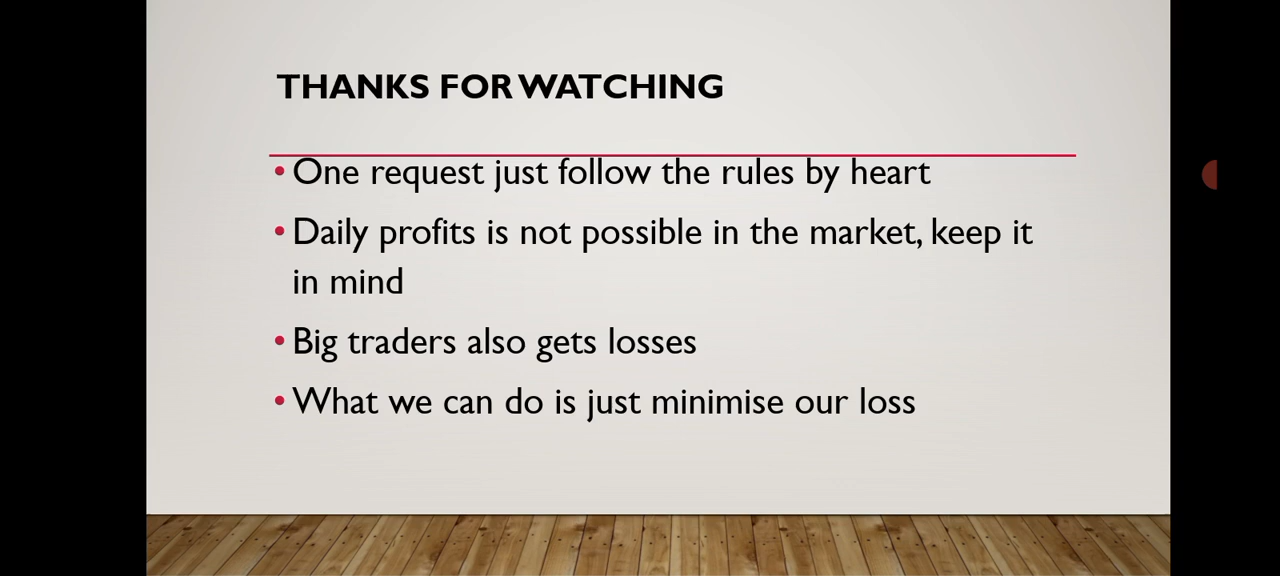 THANKS FOR WATCHING
• One request just follow the rules by heart
• Daily profits is not possible in the market, keep it
in mind
• Big traders also gets losses
• What we can do is just minimise our loss